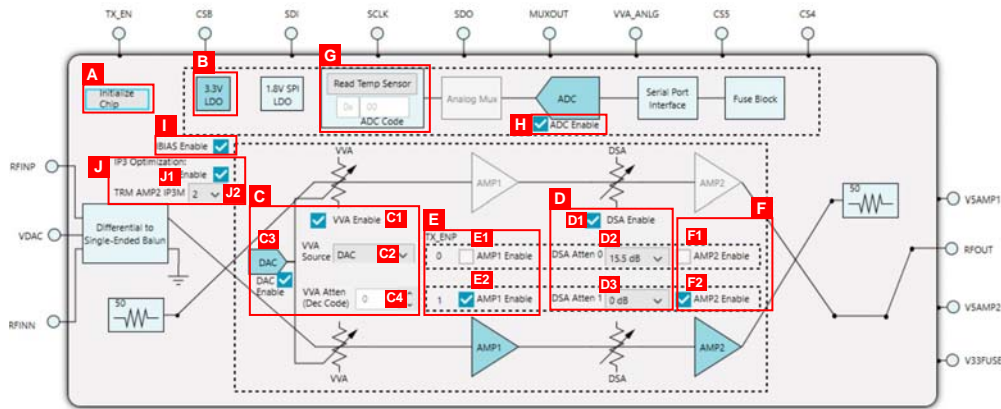 TX_EN CSB SDI SCLK SDO MUXOUT VVA_ANLG CS5 CS4
A B G
Initialize
Chip
3.3V
LDO
1.8V SPI
LDO
Read Temp Sensor
0x 00
ADC Code
Analog Mux
ADC
Serial Port
Interface
Fuse Block
H ADC Enable
I
IBIAS Enable
J
IP3 Optimization:
J1 Enable
TRM AMP2 IP3M 2 J2
RFINP
VDAC
RFINN
Differential to
Single-Ended Balun
50
VVA
AMP1
DSA
AMP2
50
V5AMP1
RFOUT
V5AMP2
V33FUSE
C
VVA Enable C1
C3
DAC
DAC
Enable
VVA
Source DAC C2
VVA Atten
(Dec Code) 0 C4
E
TX_ENP E1
0 AMP1 Enable
E2
1 AMP1 Enable
D
D1 DSA Enable
D2
DSA Atten 0 15.5 dB
D3
DSA Atten 1 0 dB
F
F1
AMP2 Enable
F2
AMP2 Enable
VVA
AMP1
DSA
AMP2